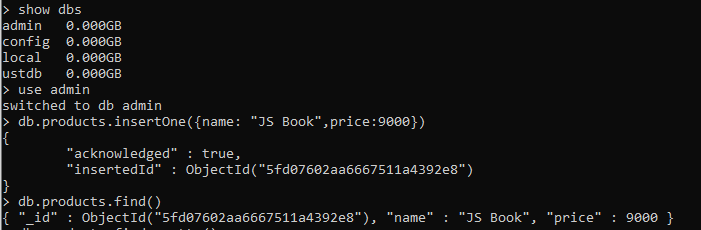 > show dbs
admin   0.000GB
config  0.000GB
local   0.000GB
ustdb   0.000GB
> use admin
switched to db admin
> db.products.insertOne({name: "JS Book",price:9000})
{
        "acknowledged" : true,
        "insertedId" : ObjectId("5fd07602aa6667511a4392e8")
}
> db.products.find()
{ "_id" : ObjectId("5fd07602aa6667511a4392e8"), "name" : "JS Book", "price" : 9000 }